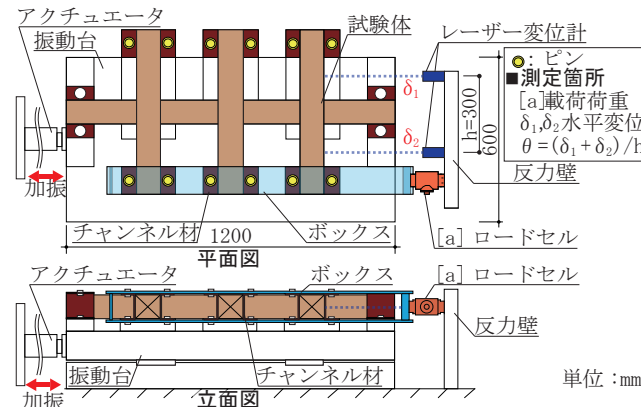 アクチュエータ
振動台
試験体
レーザー変位計
: ピン
■測定箇所
[a]載荷荷重
δ1,δ2水平変位
θ=(δ1+δ2)/h
δ1
δ2
h=300
600
反力壁
加振
チャンネル材
1200
ボックス
[a] ロードセル
平面図
アクチュエータ
ボックス
[a] ロードセル
反力壁
振動台
チャンネル材
加振
立面図
単位:mm